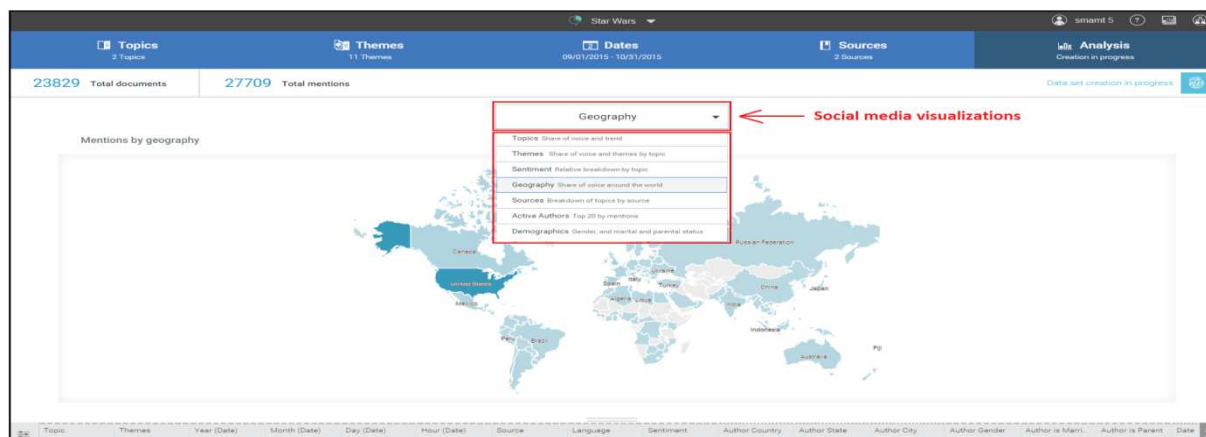 Star Wars
smamt 5
Topics
2 Topics
Themes
11 Themes
Dates
09/01/2015 - 10/31/2015
Sources
2 Sources
Analysis
Creation in progress
23829 Total documents
27709 Total mentions
Data set creation in progress
Geography
Social media visualizations
Mentions by geography
Topics Share of voice and trend
Themes Share of voice and themes by topic
Sentiment Relative breakdown by topic
Geography Share of voice around the world
Sources Breakdown of topics by source
Active Authors Top 20 by mentions
Demographics Gender, and marital and parental status
Canada
Russian Federation
United States
Ukraine
Spain
Italy
Turkey
China
Japan
Mexico
Algeria
Libya
India
Indonesia
Peru
Brazil
Fiji
Australia
Topic Themes Year (Date) Month (Date) Day (Date) Hour (Date) Source Language Sentiment Author Country Author State Author City Author Gender Author is Marri... Author is Parent Date